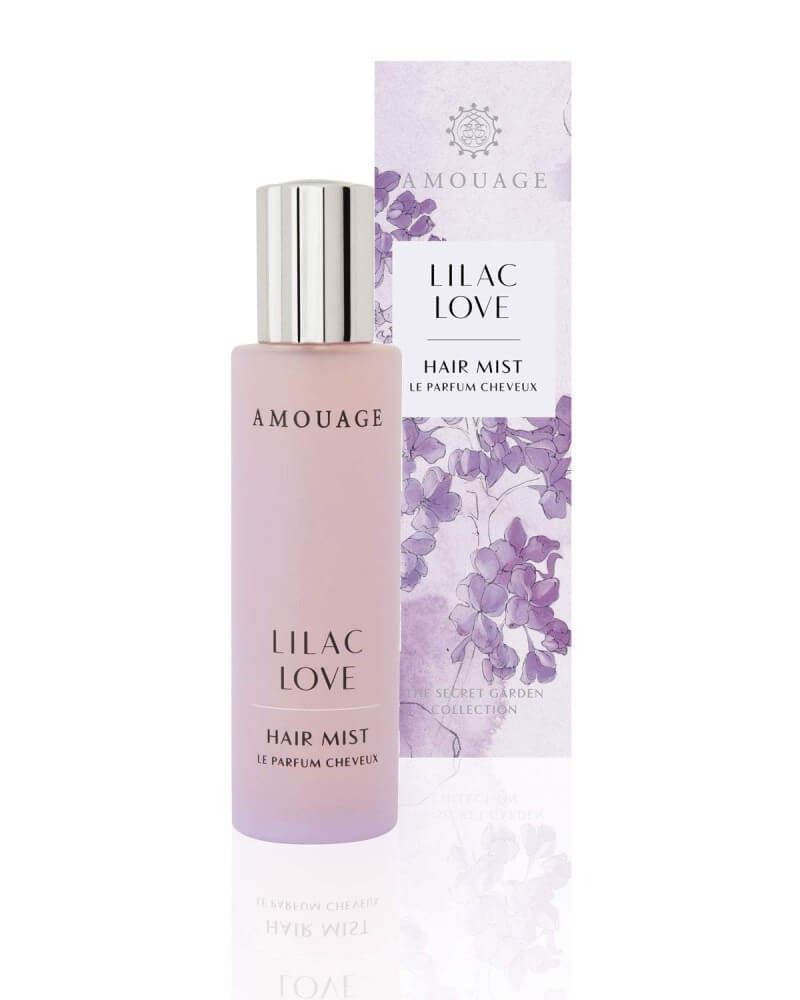 AMOUAGE
LILAC
LOVE
HAIR MIST
LE PARFUM CHEVEUX
THE SECRET GARDEN
COLLECTION
AMOUAGE
LILAC
LOVE
HAIR MIST
LE PARFUM CHEVEUX